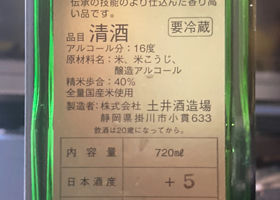 伝承の技能のより仕込んだ香り高
い品です。
品目 清酒 要冷蔵
アルコール分：16度
原材料名：米、米こうじ、
醸造アルコール
精米歩合：40%
全量国産米使用
製造者：株式会社 土井酒造場
静岡県掛川市小貫633
飲酒は20歳になってから。
内容量 720mℓ
日本酒度 +5